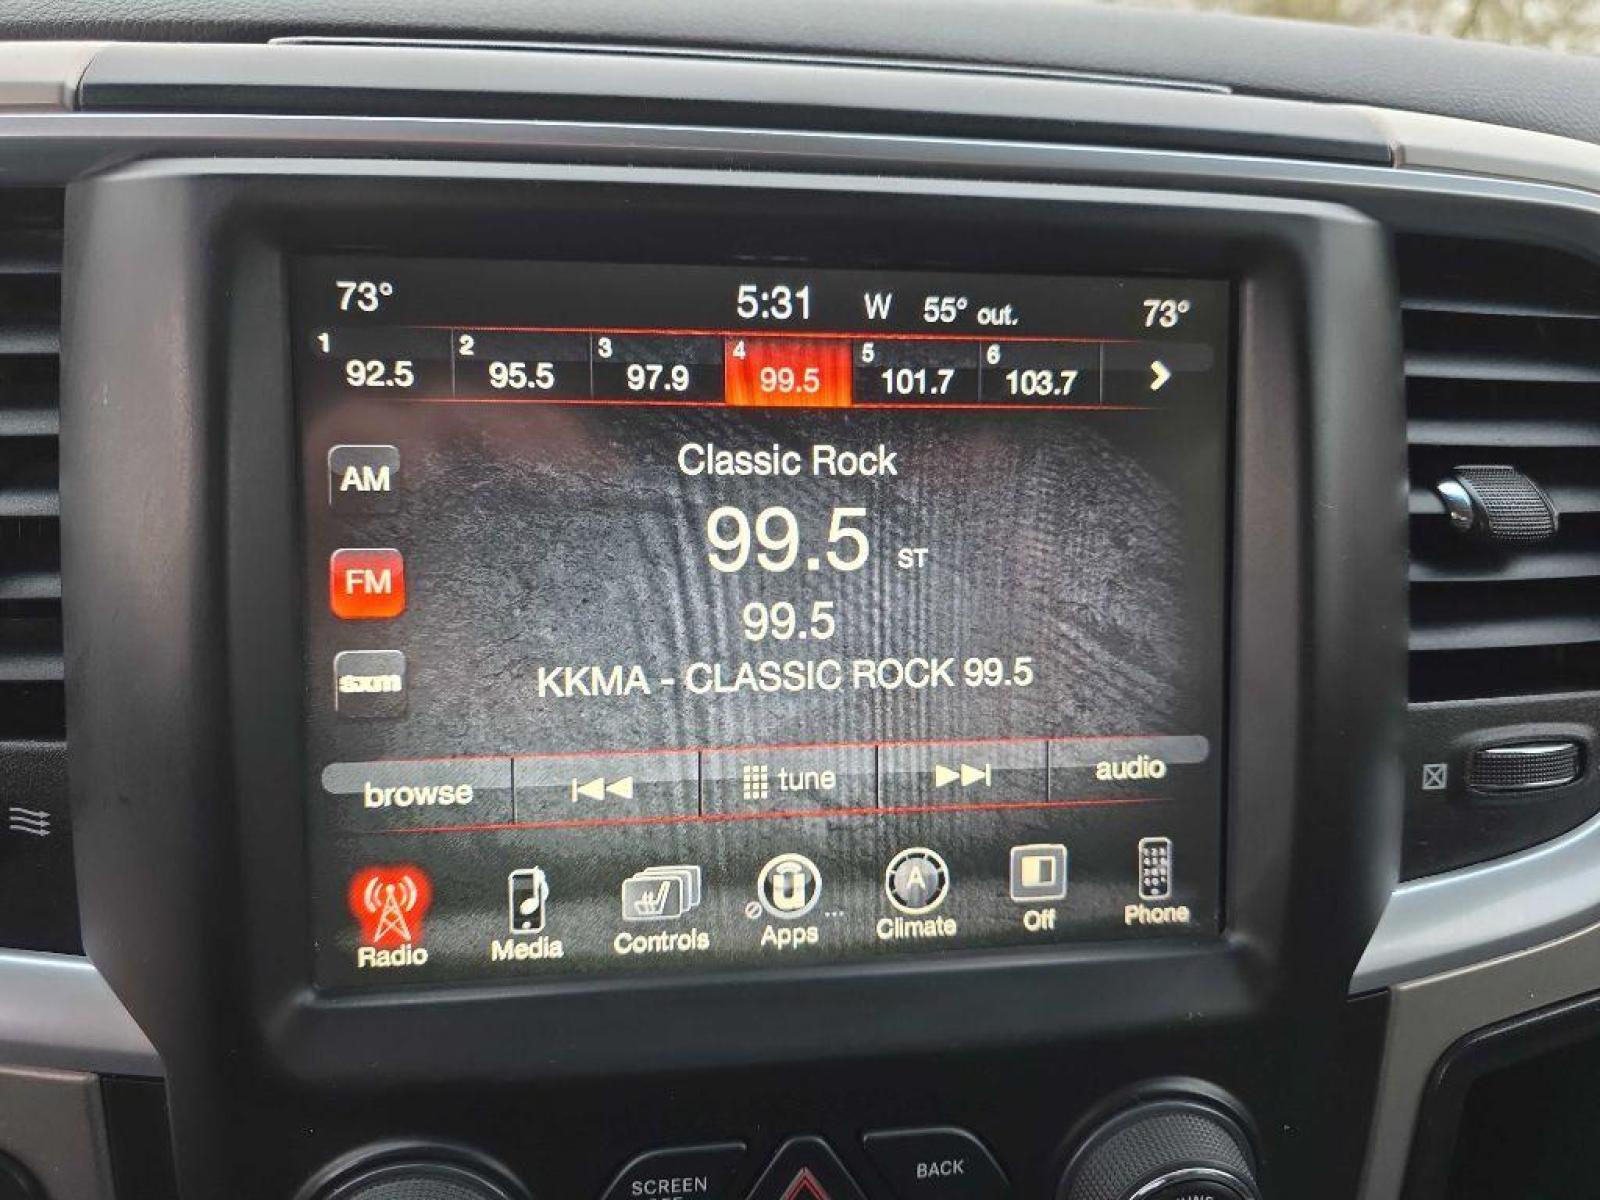 73° 5:31 W 55° out. 73°
1 92.5 2 95.5 3 97.9 4 99.5 5 101.7 6 103.7
AM
Classic Rock
99.5 ST
FM
99.5
sxm
KKMA - CLASSIC ROCK 99.5
browse tune audio
Radio Media Controls Apps Climate Off Phone
SCREEN
BACK